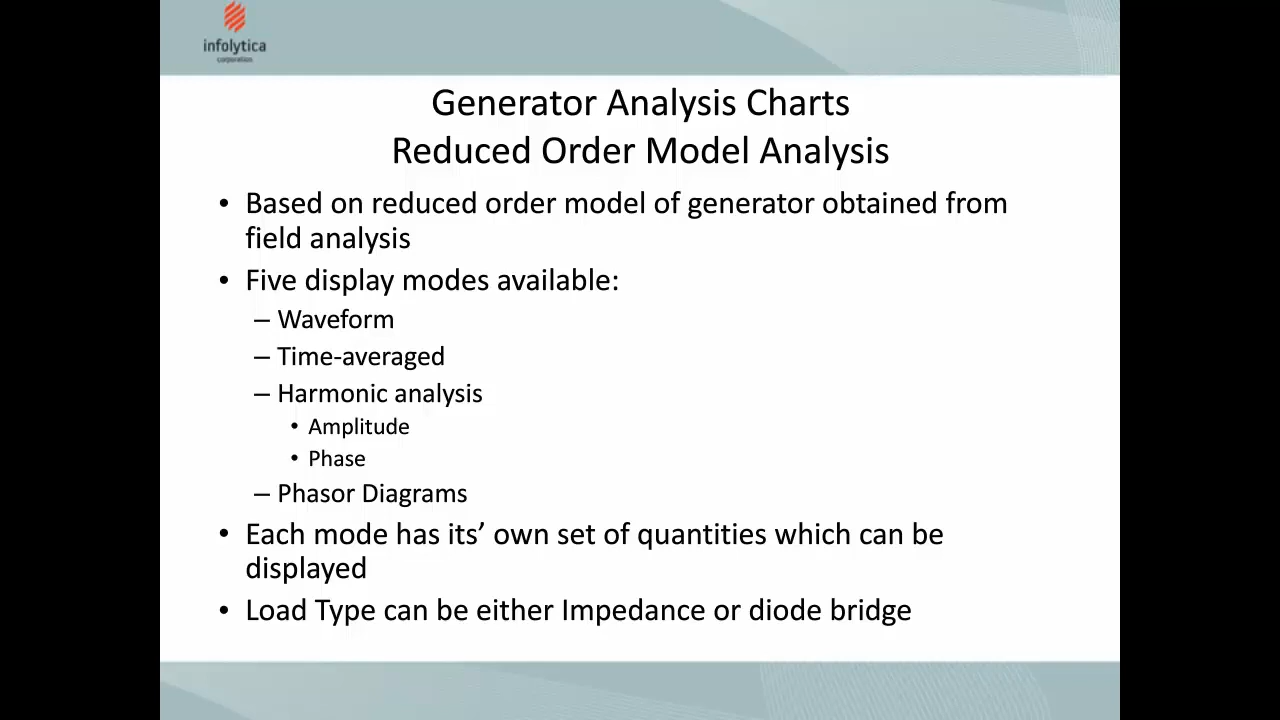 infolytica
corporation
Generator Analysis Charts
Reduced Order Model Analysis
• Based on reduced order model of generator obtained from
field analysis
• Five display modes available:
– Waveform
– Time-averaged
– Harmonic analysis
• Amplitude
• Phase
– Phasor Diagrams
• Each mode has its’ own set of quantities which can be
displayed
• Load Type can be either Impedance or diode bridge